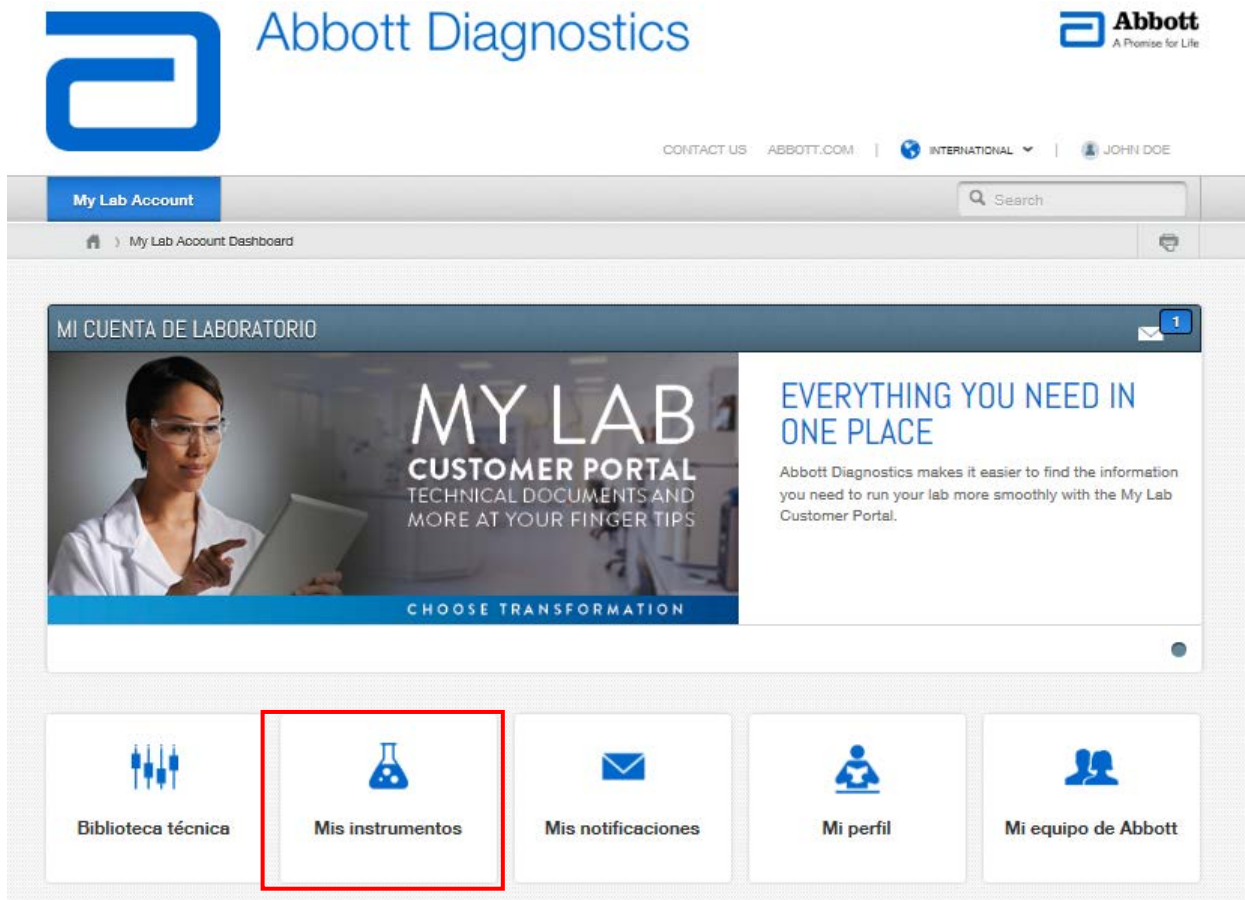 Abbott Diagnostics
Abbott
A Promise for Life
CONTACT US ABBOTT.COM | INTERNATIONAL | JOHN DOE
My Lab Account
Search
My Lab Account Dashboard
MI CUENTA DE LABORATORIO
1
MY LAB
CUSTOMER PORTAL
TECHNICAL DOCUMENTS AND
MORE AT YOUR FINGER TIPS
CHOOSE TRANSFORMATION
EVERYTHING YOU NEED IN
ONE PLACE
Abbott Diagnostics makes it easier to find the information
you need to run your lab more smoothly with the My Lab
Customer Portal.
Biblioteca técnica
Mis instrumentos
Mis notificaciones
Mi perfil
Mi equipo de Abbott